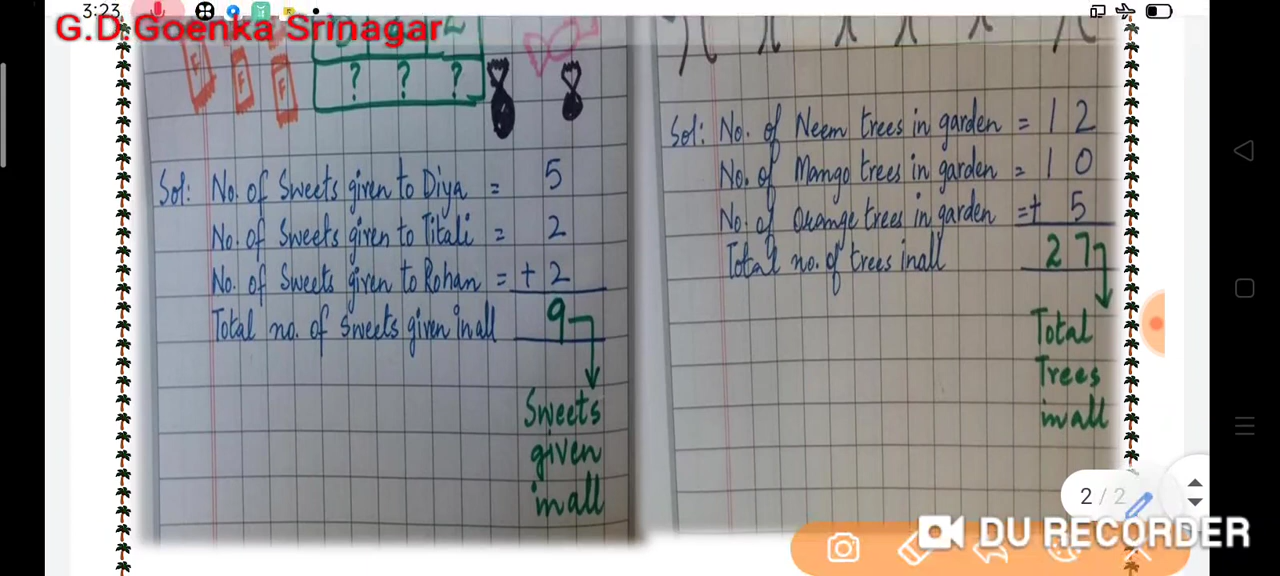 3:23
G.D.Goenka Srinagar
F
F
F
? ? ?
Sol: No. of Sweets given to Diya = 5
No. of Sweets given to Titali = 2
No. of Sweets given to Rohan = + 2
Total no. of Sweets given in all 9
Sweets
given
in all
Sol: No. of Neem trees in garden = 1 2
No. of Mango trees in garden = 1 0
No. of Orange trees in garden = + 5
Total no. of trees in all 2 7
Total
Trees
in all
2 / 2
DU RECORDER